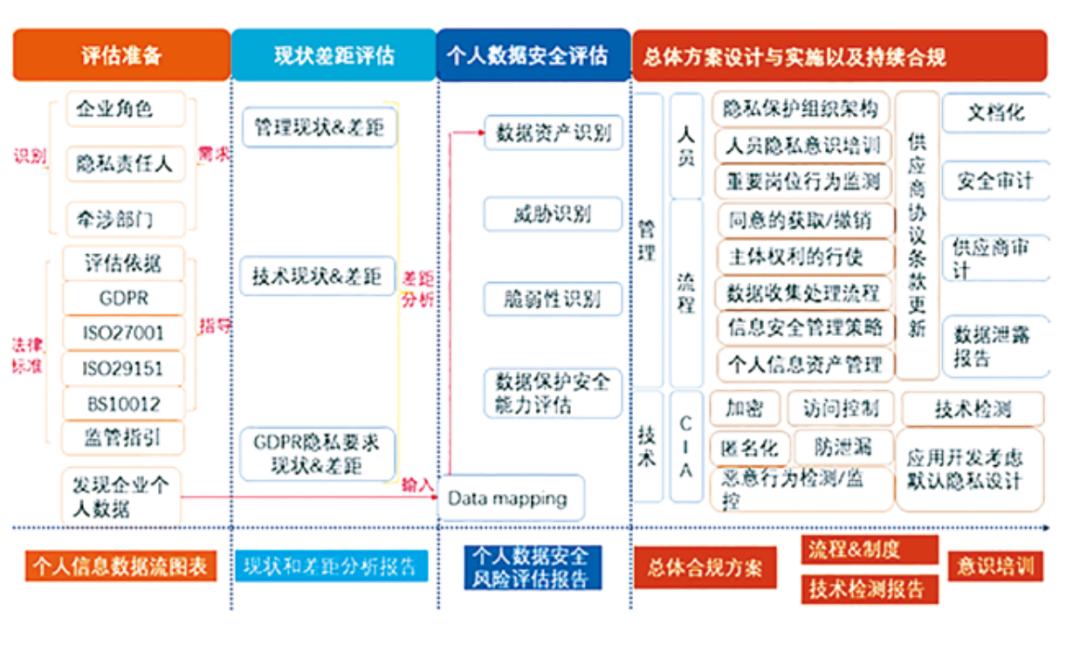 评估准备
现状差距评估
个人数据安全评估
总体方案设计与实施以及持续合规
识别
企业角色
隐私责任人
牵涉部门
需求
法律
标准
评估依据
GDPR
ISO27001
ISO29151
BS10012
监管指引
指导
发现企业个
人数据
管理现状&差距
技术现状&差距
GDPR隐私要求
现状&差距
差距
分析
输入
数据资产识别
威胁识别
脆弱性识别
数据保护安全
能力评估
Data mapping
管理
人员
隐私保护组织架构
人员隐私意识培训
重要岗位行为监测
流程
同意的获取/撤销
主体权利的行使
数据收集处理流程
信息安全管理策略
个人信息资产管理
供应商协议条款更新
文档化
安全审计
供应商审
计
数据泄露
报告
技术
CIA
加密
访问控制
技术检测
匿名化
防泄漏
恶意行为检测/监
控
应用开发考虑
默认隐私设计
个人信息数据流图表
现状和差距分析报告
个人数据安全
风险评估报告
总体合规方案
流程&制度
技术检测报告
意识培训